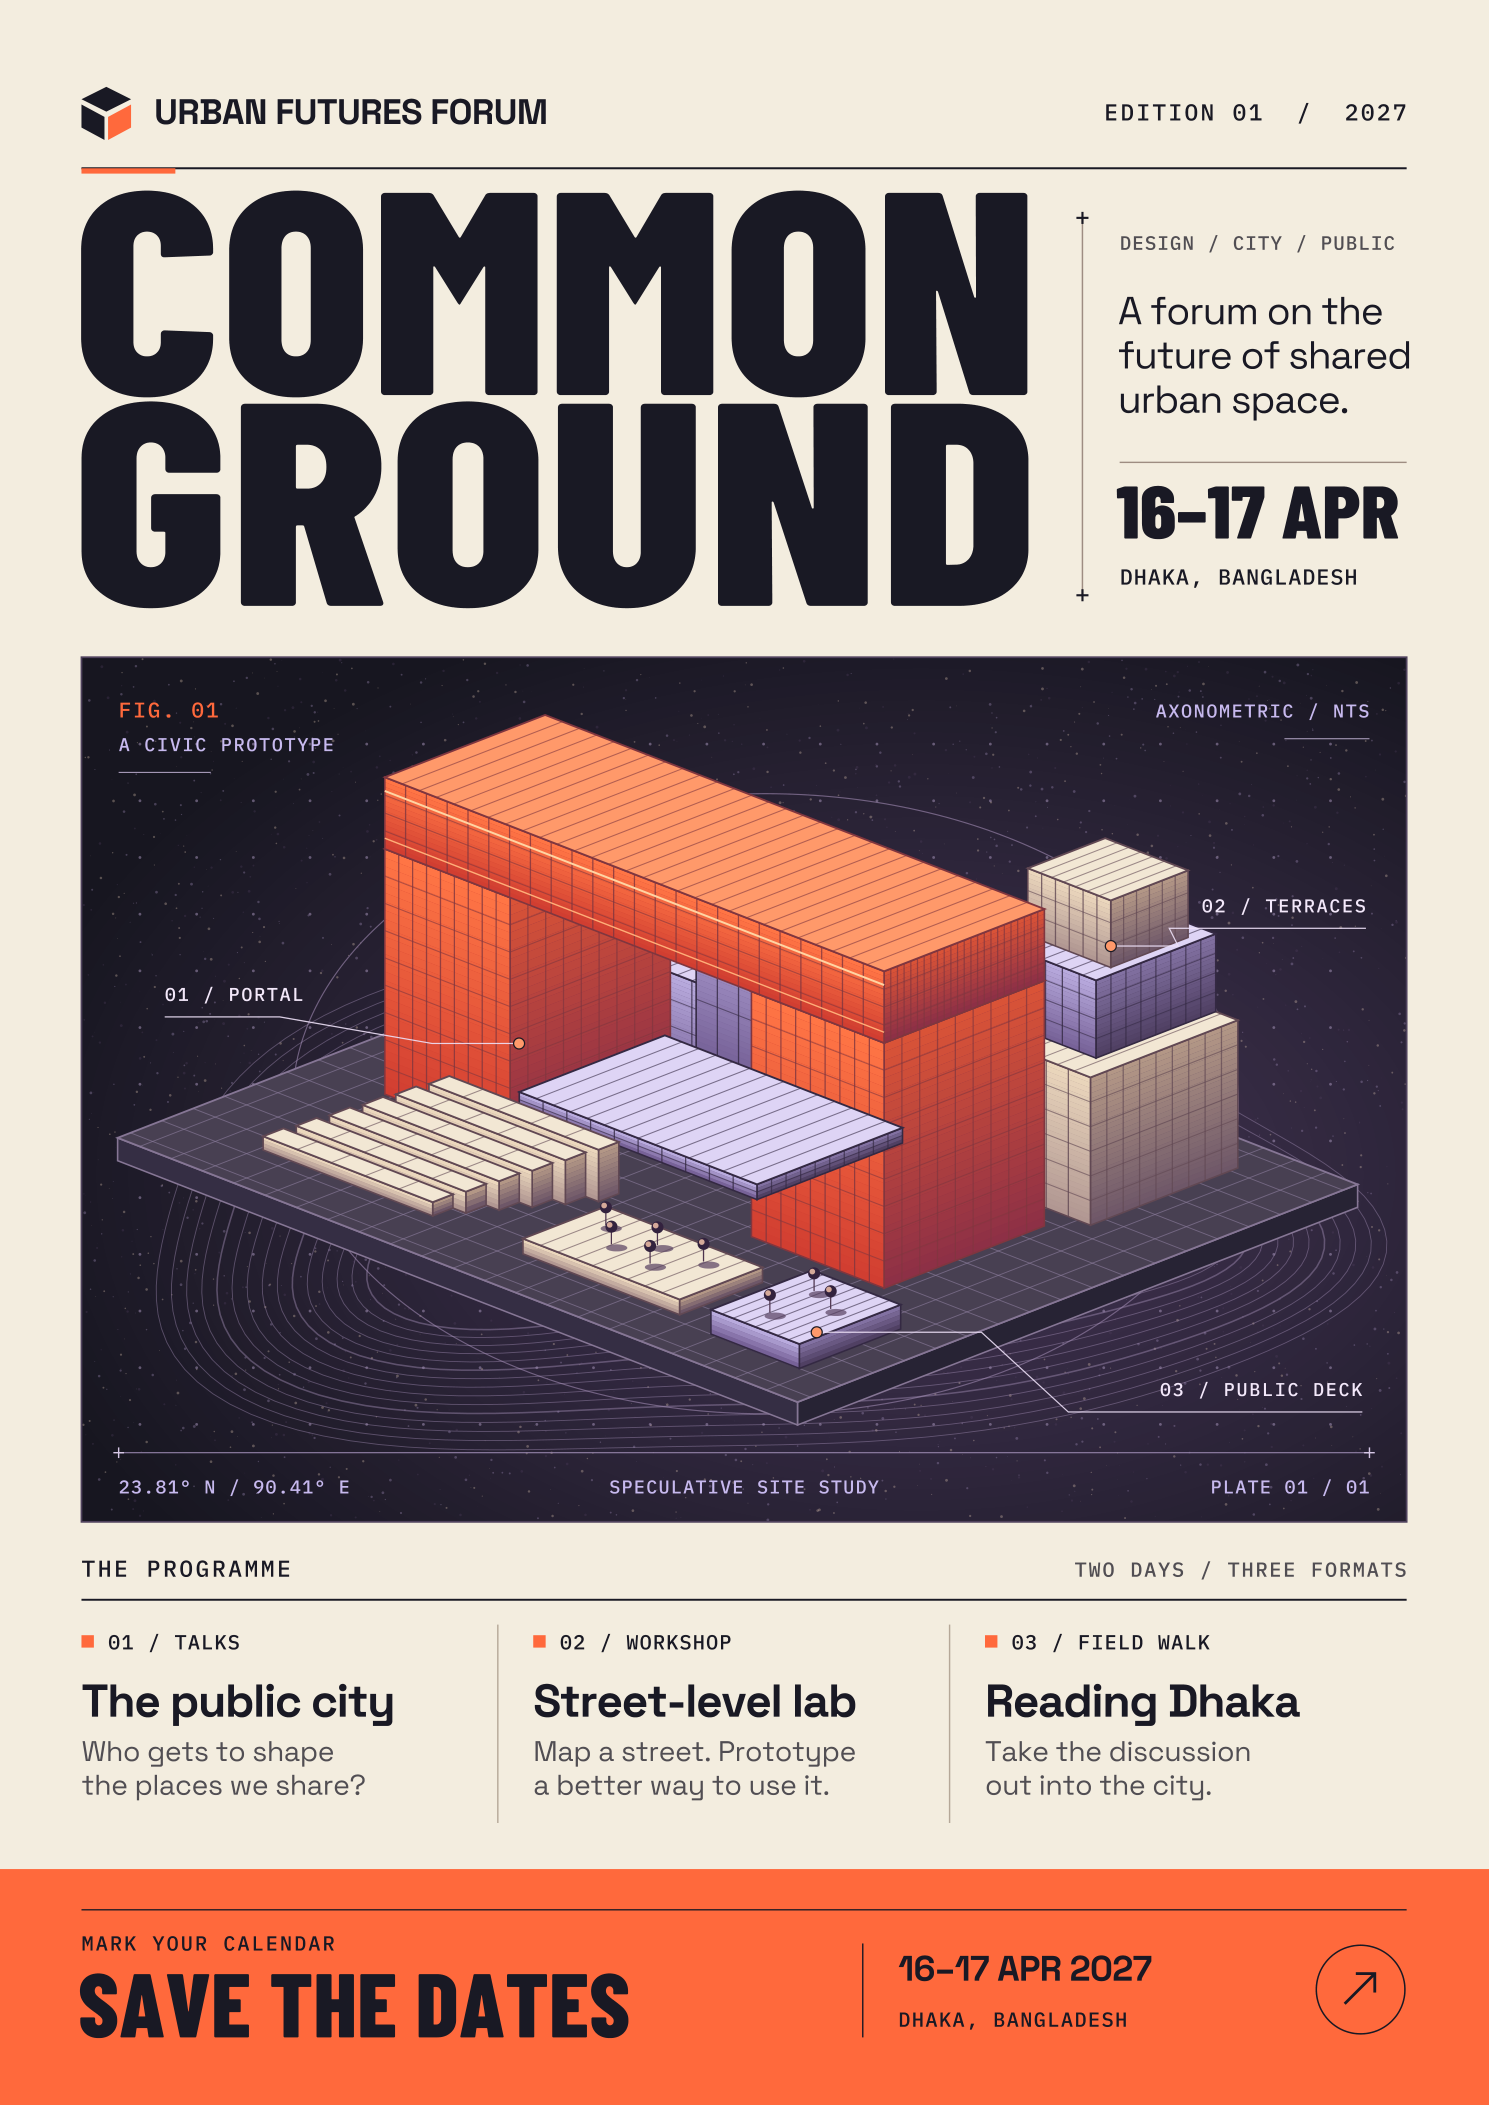 URBAN FUTURES FORUM
EDITION 01 / 2027
COMMON
GROUND
DESIGN / CITY / PUBLIC
A forum on the
future of shared
urban space.
16–17 APR
DHAKA, BANGLADESH
FIG. 01
A CIVIC PROTOTYPE
AXONOMETRIC / NTS
02 / TERRACES
01 / PORTAL
03 / PUBLIC DECK
23.81° N / 90.41° E
SPECULATIVE SITE STUDY
PLATE 01 / 01
THE PROGRAMME
TWO DAYS / THREE FORMATS
01 / TALKS
The public city
Who gets to shape
the places we share?
02 / WORKSHOP
Street-level lab
Map a street. Prototype
a better way to use it.
03 / FIELD WALK
Reading Dhaka
Take the discussion
out into the city.
MARK YOUR CALENDAR
SAVE THE DATES
16–17 APR 2027
DHAKA, BANGLADESH